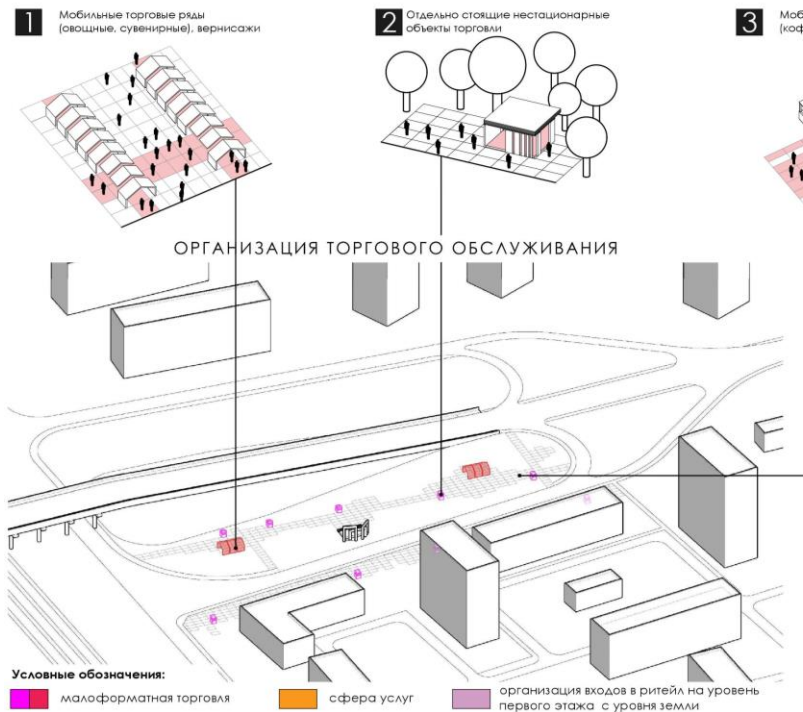 1
Мобильные торговые ряды
(овощные, сувенирные), вернисажи
2
Отдельно стоящие нестационарные
объекты торговли
3
ОРГАНИЗАЦИЯ ТОРГОВОГО ОБСЛУЖИВАНИЯ
Условные обозначения:
малоформатная торговля
сфера услуг
организация входов в ритейл на уровень
первого этажа с уровня земли